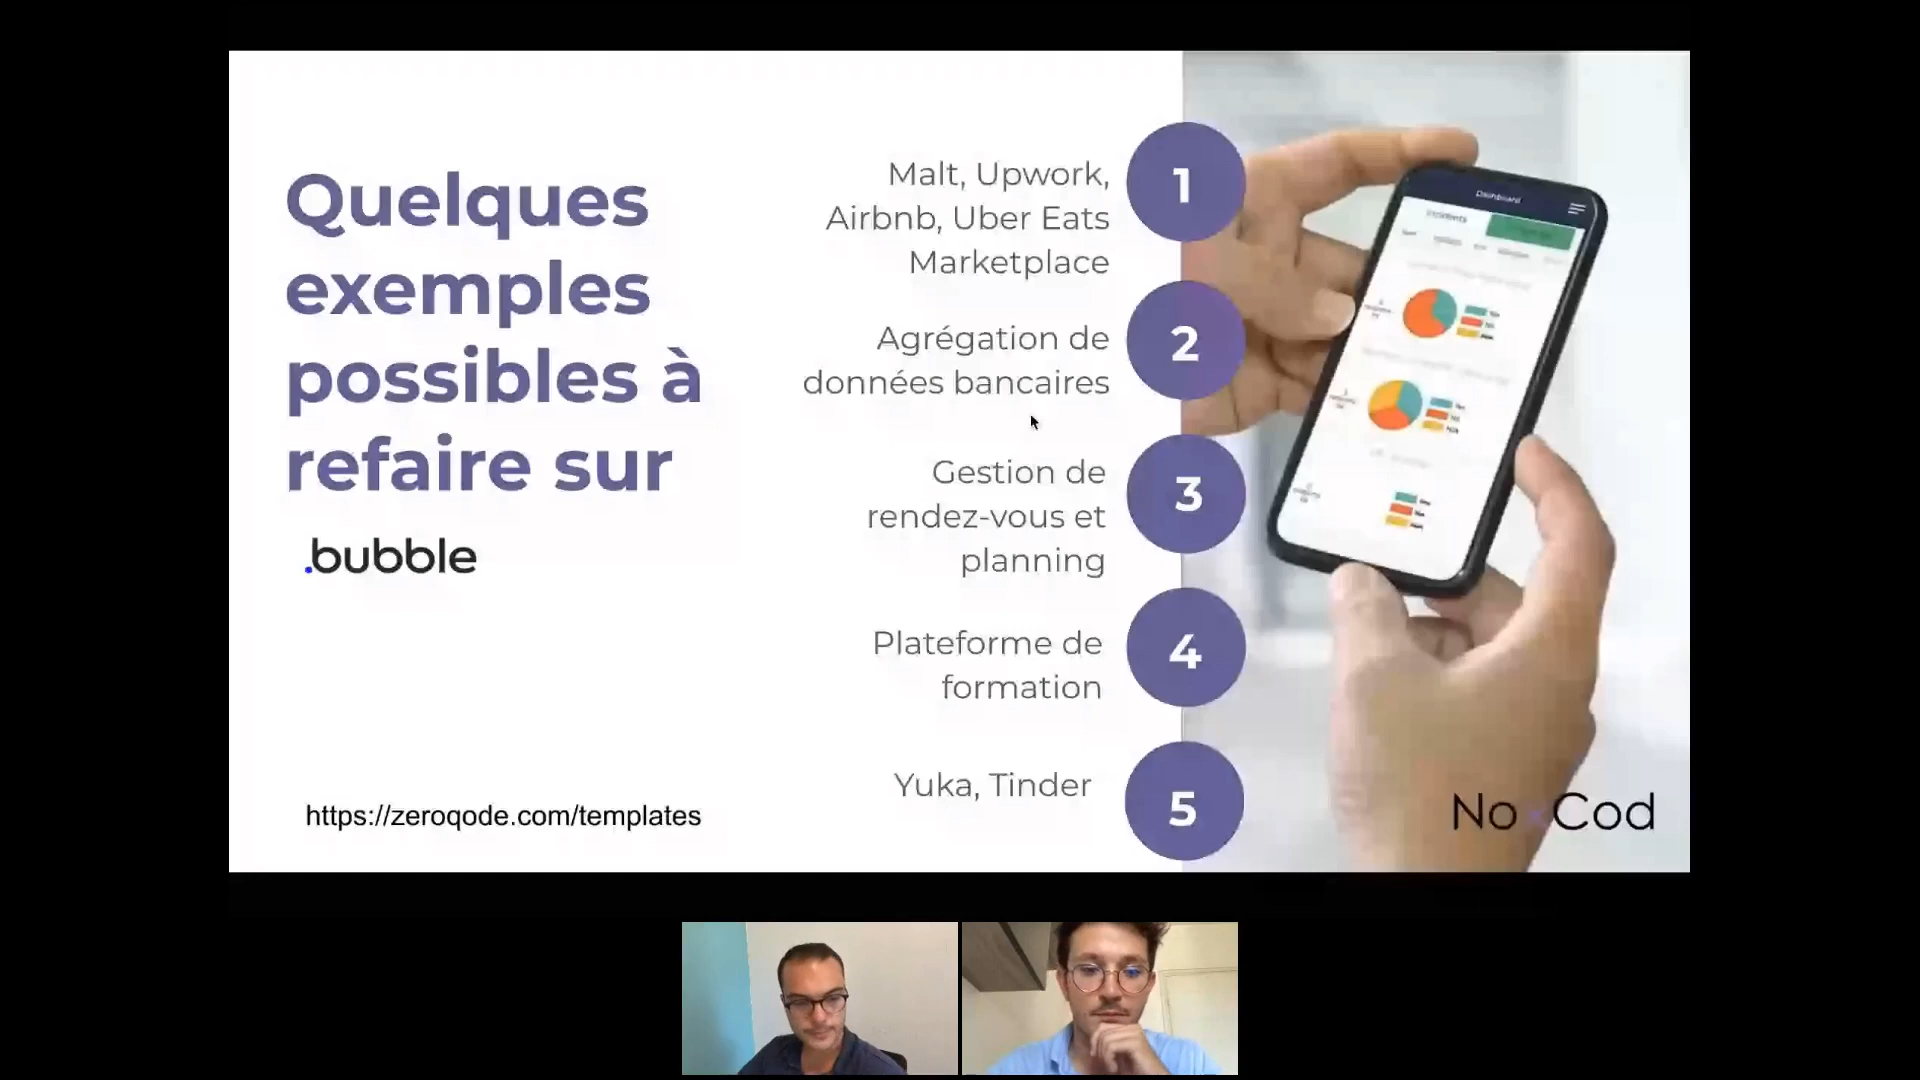 Quelques
exemples
possibles à
refaire sur
.bubble
https://zeroqode.com/templates
Malt, Upwork,
Airbnb, Uber Eats
Marketplace
1
Agrégation de
données bancaires
2
Gestion de
rendez-vous et
planning
3
Plateforme de
formation
4
Yuka, Tinder
5
Dashboard
No Cod